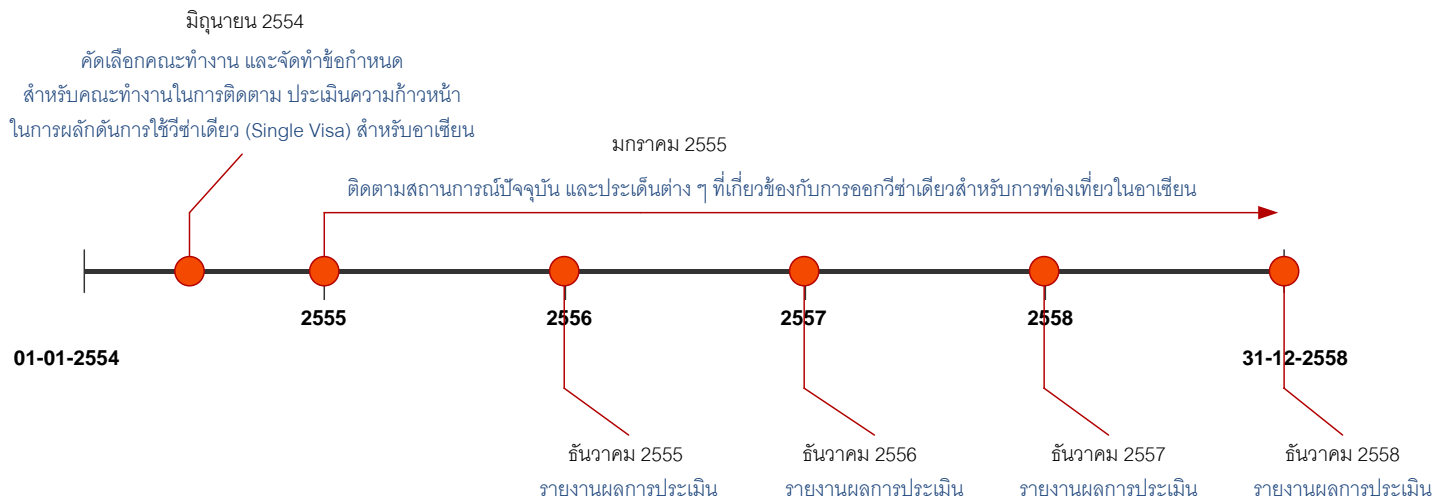 มิถุนายน 2554
คัดเลือกคณะทำงาน และจัดทำข้อกำหนด
สำหรับคณะทำงานในการติดตาม ประเมินความก้าวหน้า
ในการผลักดันการใช้วีซ่าเดียว (Single Visa) สำหรับอาเซียน
มกราคม 2555
ติดตามสถานการณ์ปัจจุบัน และประเด็นต่าง ๆ ที่เกี่ยวข้องกับการออกวีซ่าเดียวสำหรับการท่องเที่ยวในอาเซียน
2555 2556 2557 2558
01-01-2554 31-12-2558
ธันวาคม 2555 ธันวาคม 2556 ธันวาคม 2557 ธันวาคม 2558
รายงานผลการประเมิน รายงานผลการประเมิน รายงานผลการประเมิน รายงานผลการประเมิน